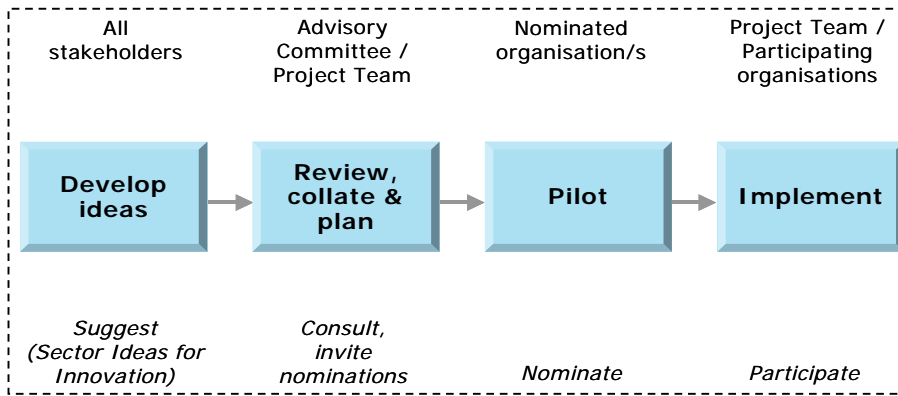 All
stakeholders
Advisory
Committee /
Project Team
Nominated
organisation/s
Project Team /
Participating
organisations
Develop
ideas
Review,
collate &
plan
Pilot
Implement
Suggest
(Sector Ideas for
Innovation)
Consult,
invite
nominations
Nominate
Participate